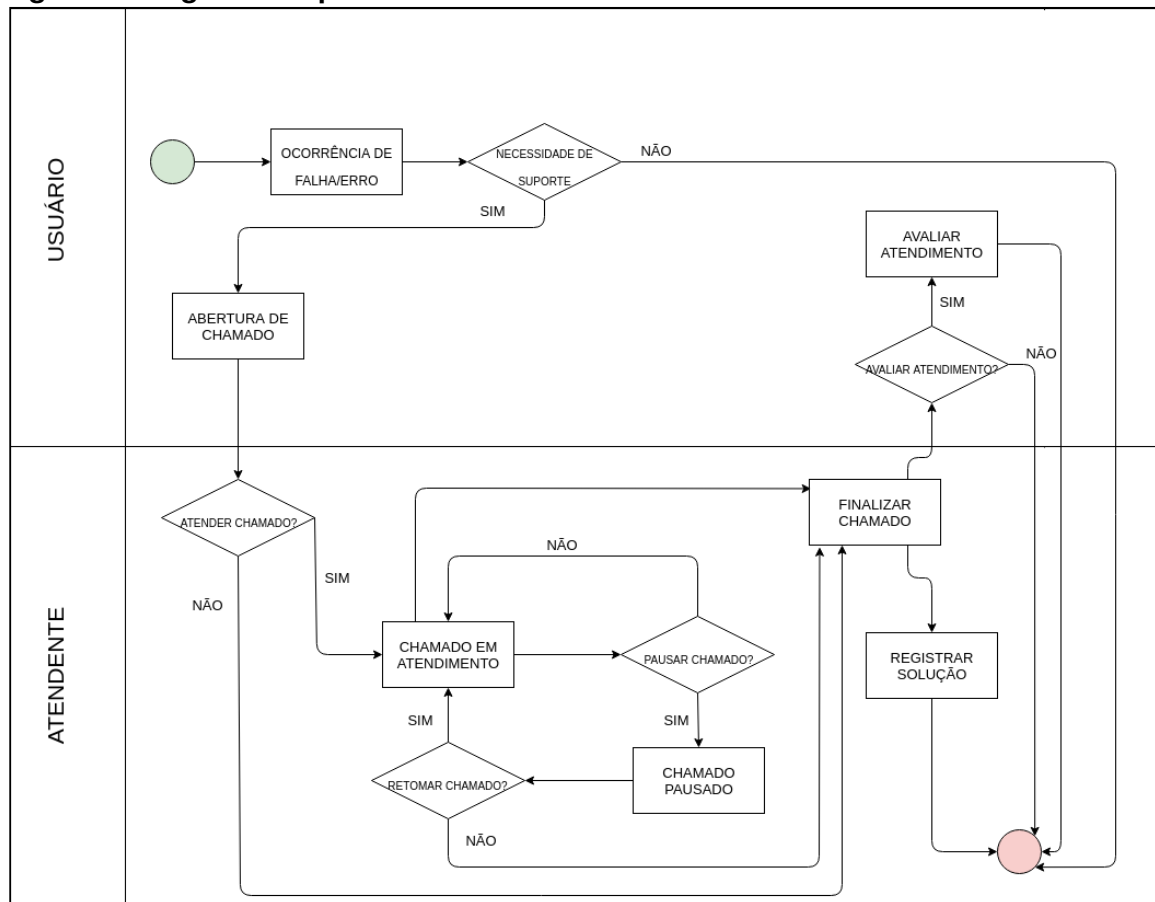 USUÁRIO
OCORRÊNCIA DE
FALHA/ERRO
NECESSIDADE DE
SUPORTE
NÃO
SIM
ABERTURA DE
CHAMADO
AVALIAR
ATENDIMENTO
SIM
NÃO
AVALIAR ATENDIMENTO?
ATENDENTE
ATENDER CHAMADO?
SIM
NÃO
FINALIZAR
CHAMADO
NÃO
CHAMADO EM
ATENDIMENTO
PAUSAR CHAMADO?
REGISTRAR
SOLUÇÃO
SIM
SIM
RETOMAR CHAMADO?
CHAMADO
PAUSADO
NÃO